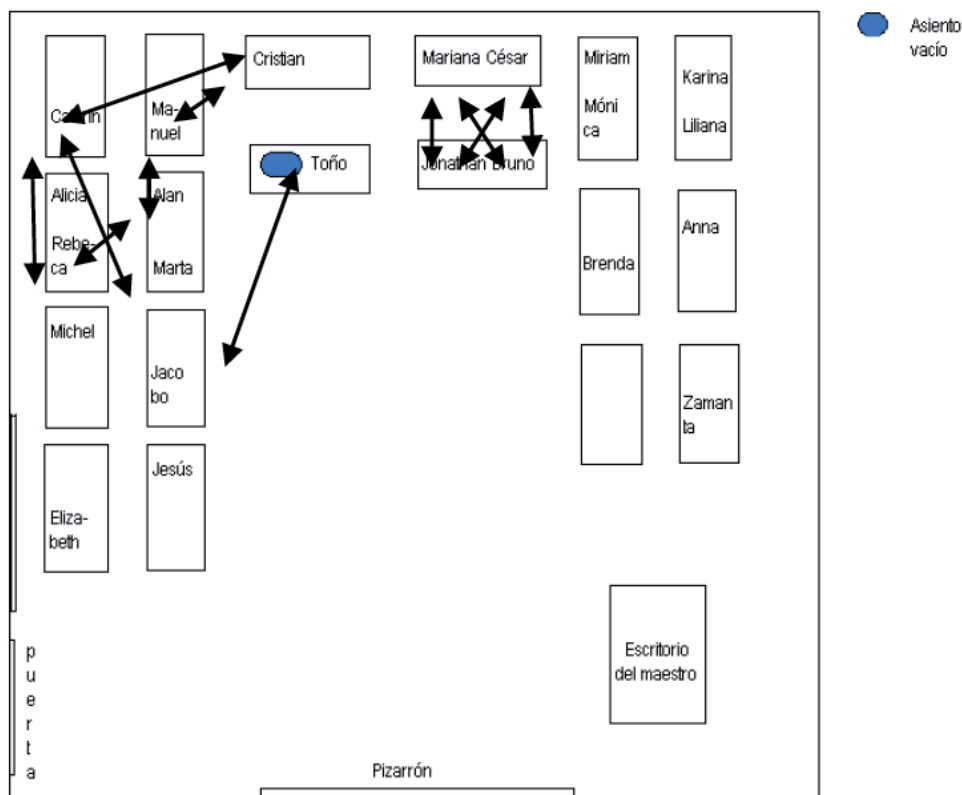 Asiento
vacío
Cristian
Mariana César
Miriam
Móni
ca
Karina
Liliana
Ma-
nuel
Toño
Jonathan Bruno
Alicia
Rebe-
ca
Alan
Marta
Brenda
Anna
Michel
Jaco
bo
Zaman
ta
Jesús
Eliza-
beth
Escritorio
del maestro
p
u
e
r
t
a
Pizarrón